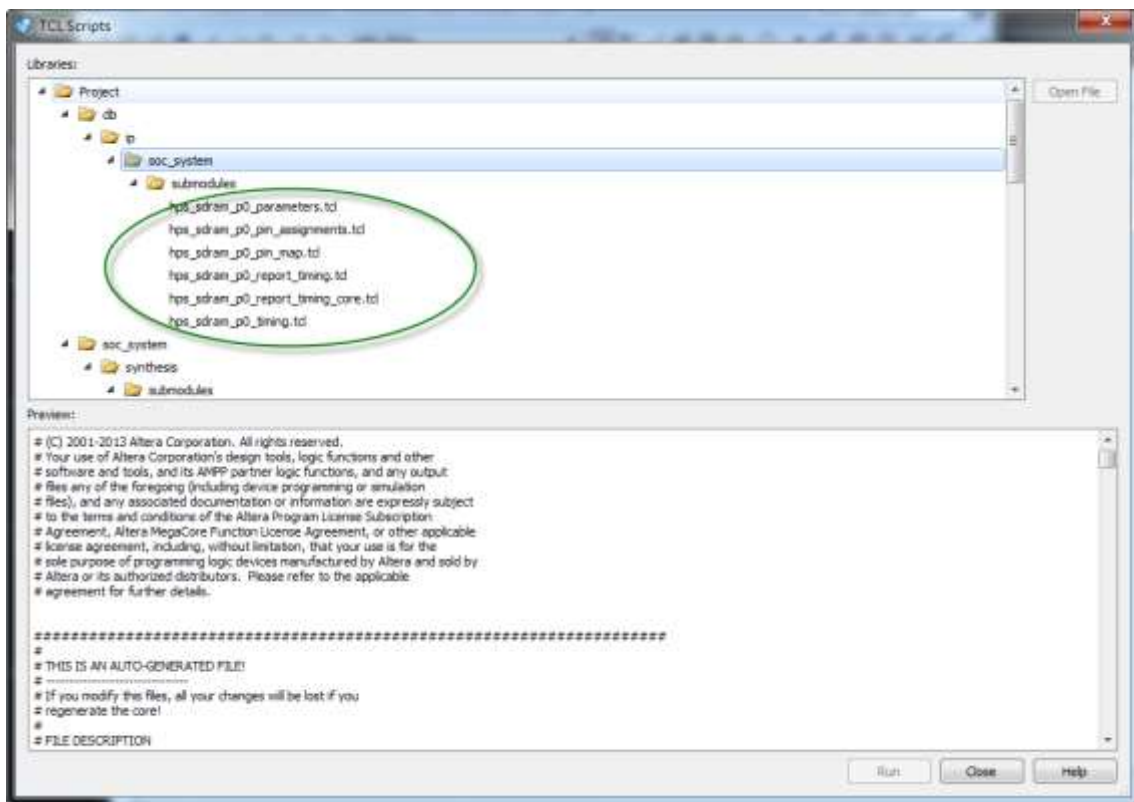 TCL Scripts
Libraries:
Project
Open File
db
ip
soc_system
submodules
hps_sdram_p0_parameters.tcl
hps_sdram_p0_pin_assignments.tcl
hps_sdram_p0_pin_map.tcl
hps_sdram_p0_report_timing.tcl
hps_sdram_p0_report_timing_core.tcl
hps_sdram_p0_timing.tcl
soc_system
synthesis
submodules
Preview:
# (C) 2001-2013 Altera Corporation. All rights reserved.
# Your use of Altera Corporation's design tools, logic functions and other
# software and tools, and its AMPP partner logic functions, and any output
# files any of the foregoing (including device programming or simulation
# files), and any associated documentation or information are expressly subject
# to the terms and conditions of the Altera Program License Subscription
# Agreement, Altera MegaCore Function License Agreement, or other applicable
# license agreement, including, without limitation, that your use is for the
# sole purpose of programming logic devices manufactured by Altera and sold by
# Altera or its authorized distributors. Please refer to the applicable
# agreement for further details.
#####################################################################
#
# THIS IS AN AUTO-GENERATED FILE!
# --------------------------------
# If you modify this files, all your changes will be lost if you
# regenerate the core!
#
# FILE DESCRIPTION
Run
Close
Help